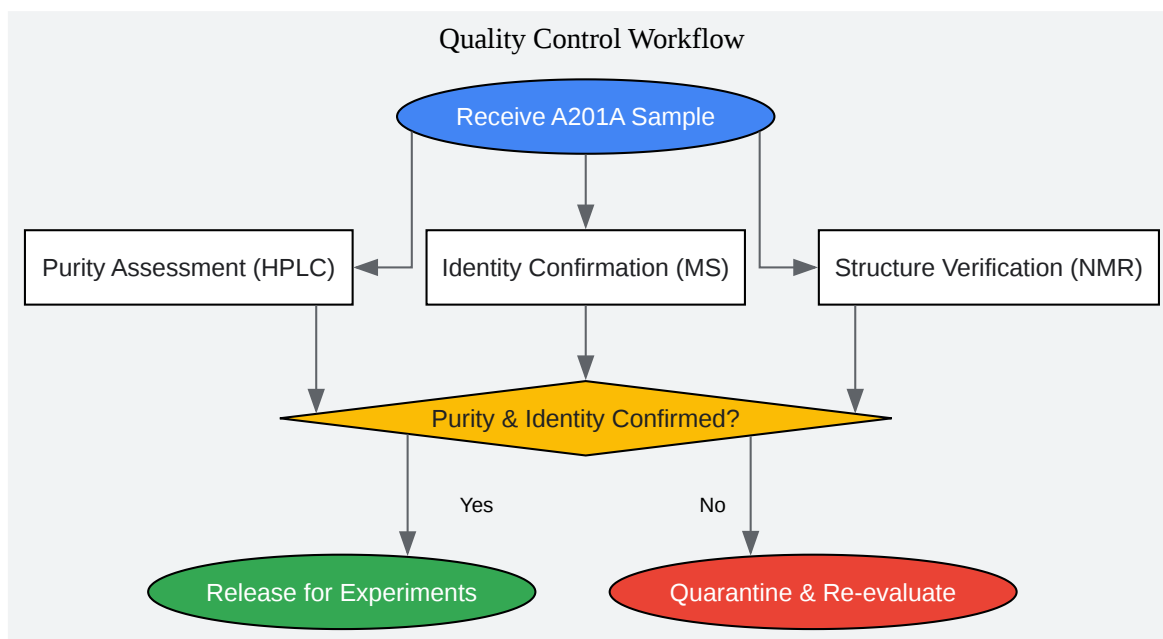 Quality Control Workflow
Receive A201A Sample
Purity Assessment (HPLC)
Identity Confirmation (MS)
Structure Verification (NMR)
Purity & Identity Confirmed?
Yes
No
Release for Experiments
Quarantine & Re-evaluate